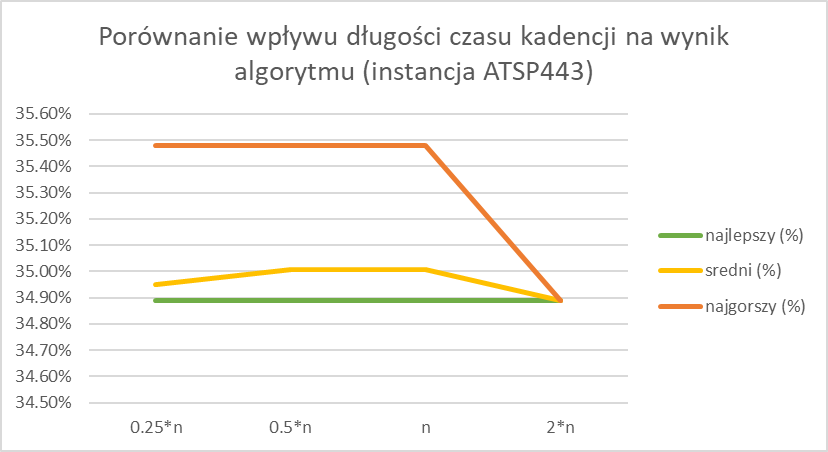 Porównanie wpływu długości czasu kadencji na wynik
algorytmu (instancja ATSP443)
35.60%
35.50%
35.40%
35.30%
35.20%
35.10%
35.00%
34.90%
34.80%
34.70%
34.60%
34.50%
0.25*n
0.5*n
n
2*n
najlepszy (%)
sredni (%)
najgorszy (%)